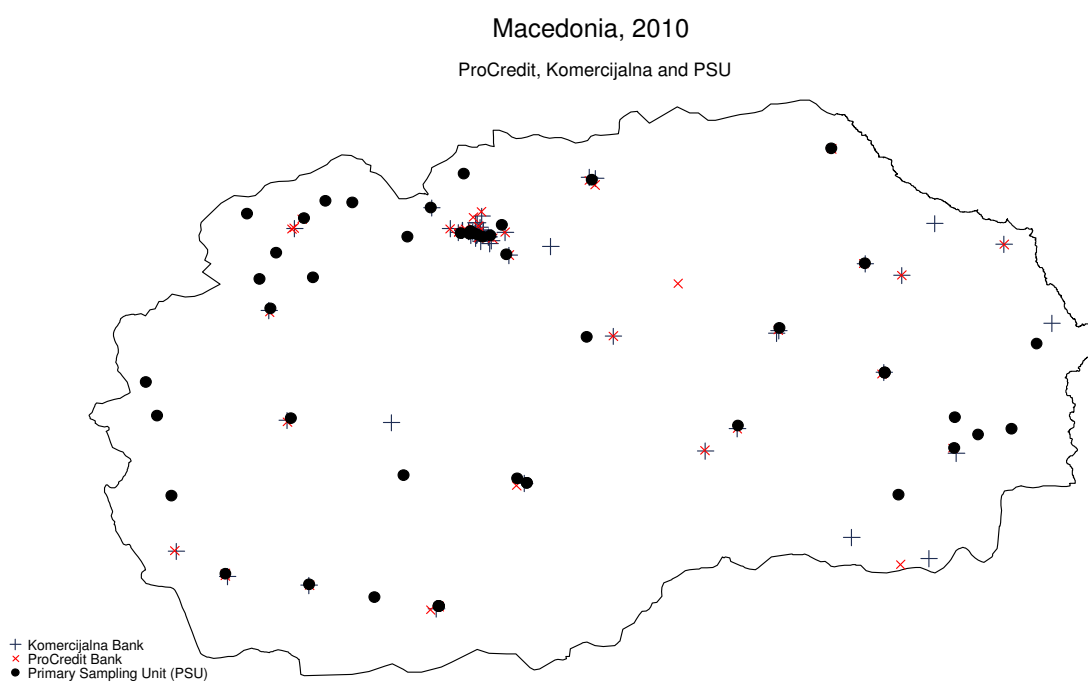 Macedonia, 2010
ProCredit, Komercijalna and PSU
Komercijalna Bank
ProCredit Bank
Primary Sampling Unit (PSU)